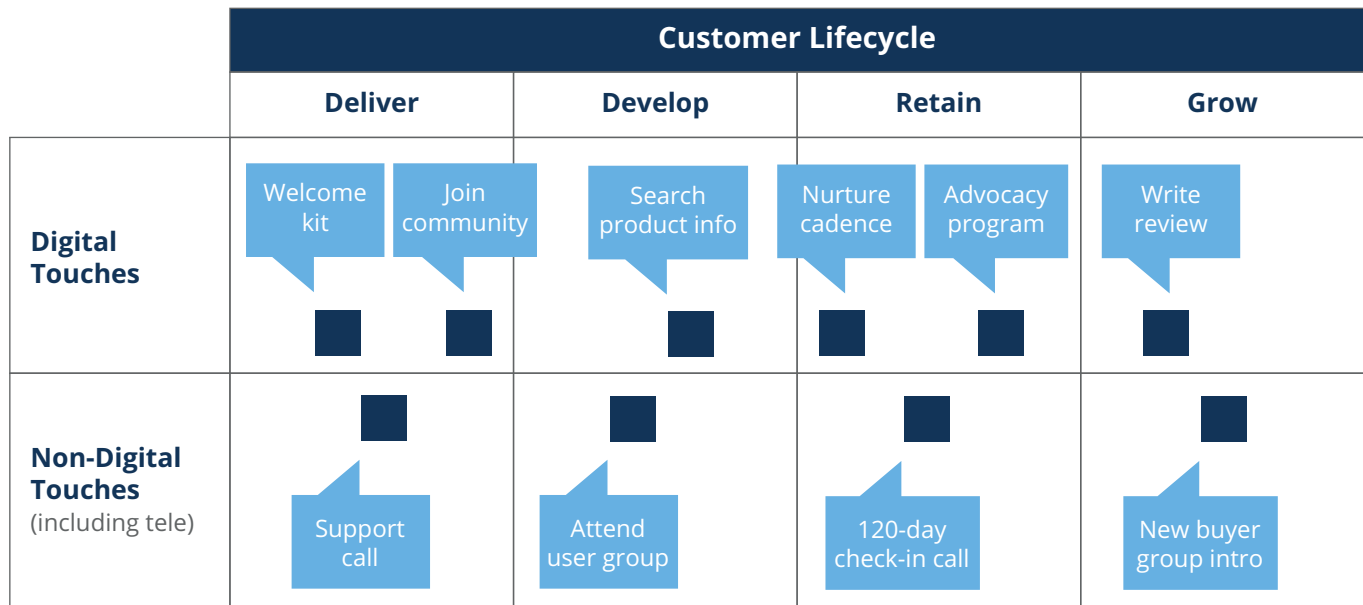 Customer Lifecycle
Deliver
Develop
Retain
Grow
Digital
Touches
Welcome
kit
Join
community
Search
product info
Nurture
cadence
Advocacy
program
Write
review
Non-Digital
Touches
(including tele)
Support
call
Attend
user group
120-day
check-in call
New buyer
group intro